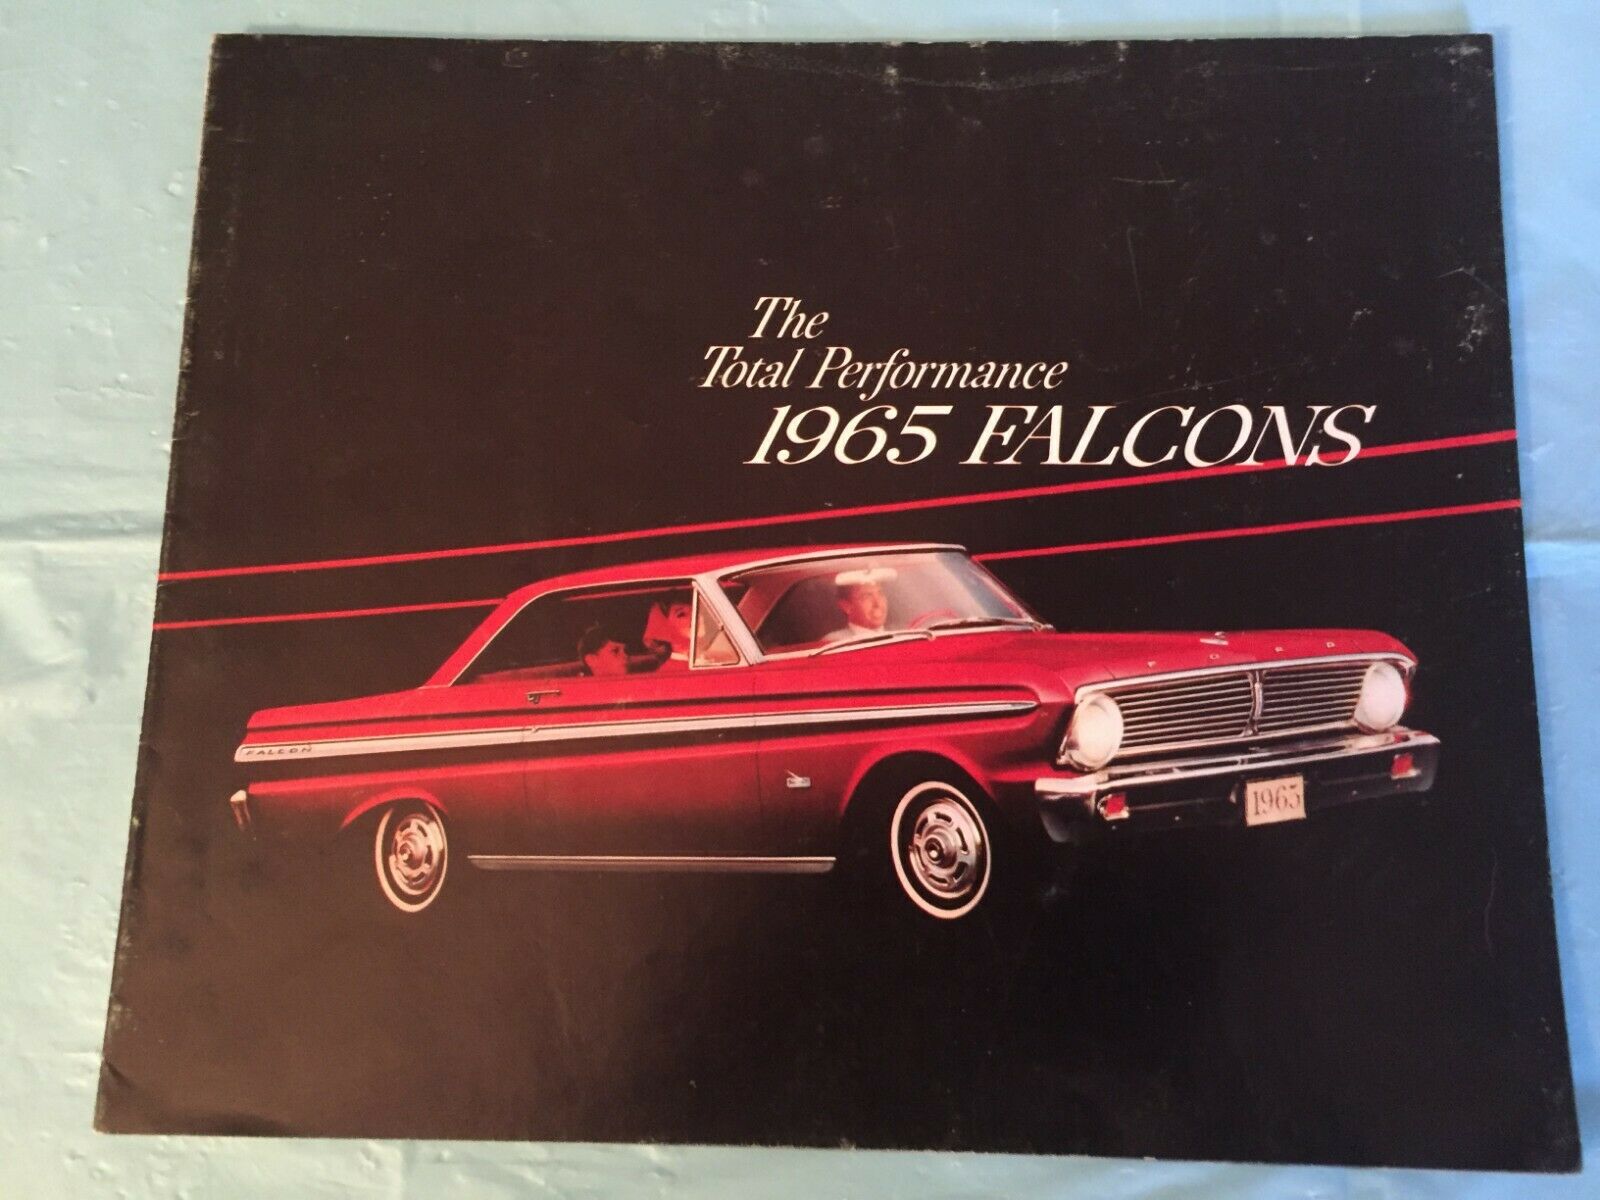 The
Total Performance
1965 FALCONS
FORD
FALCON
1965